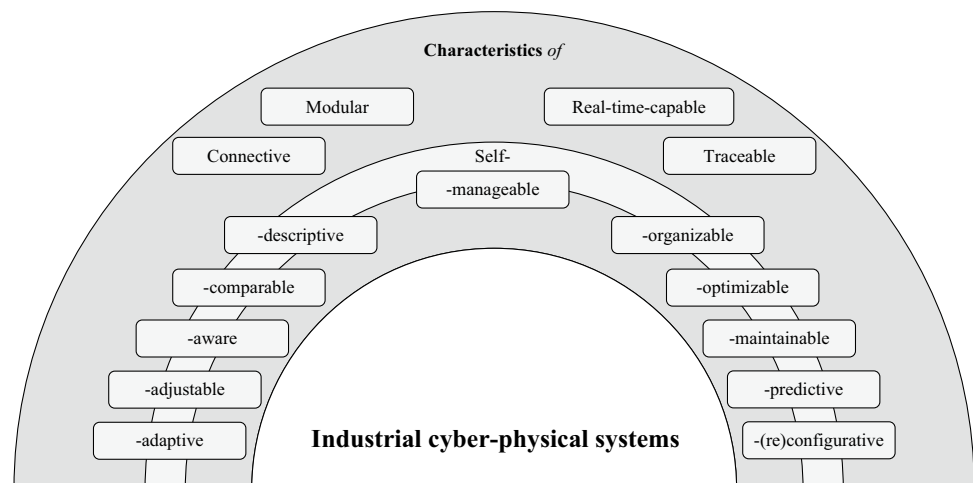 Characteristics of
Modular
Real-time-capable
Connective
Traceable
Self-
-manageable
-descriptive
-organizable
-comparable
-optimizable
-aware
-maintainable
-adjustable
-predictive
-adaptive
Industrial cyber-physical systems
-(re)configurative